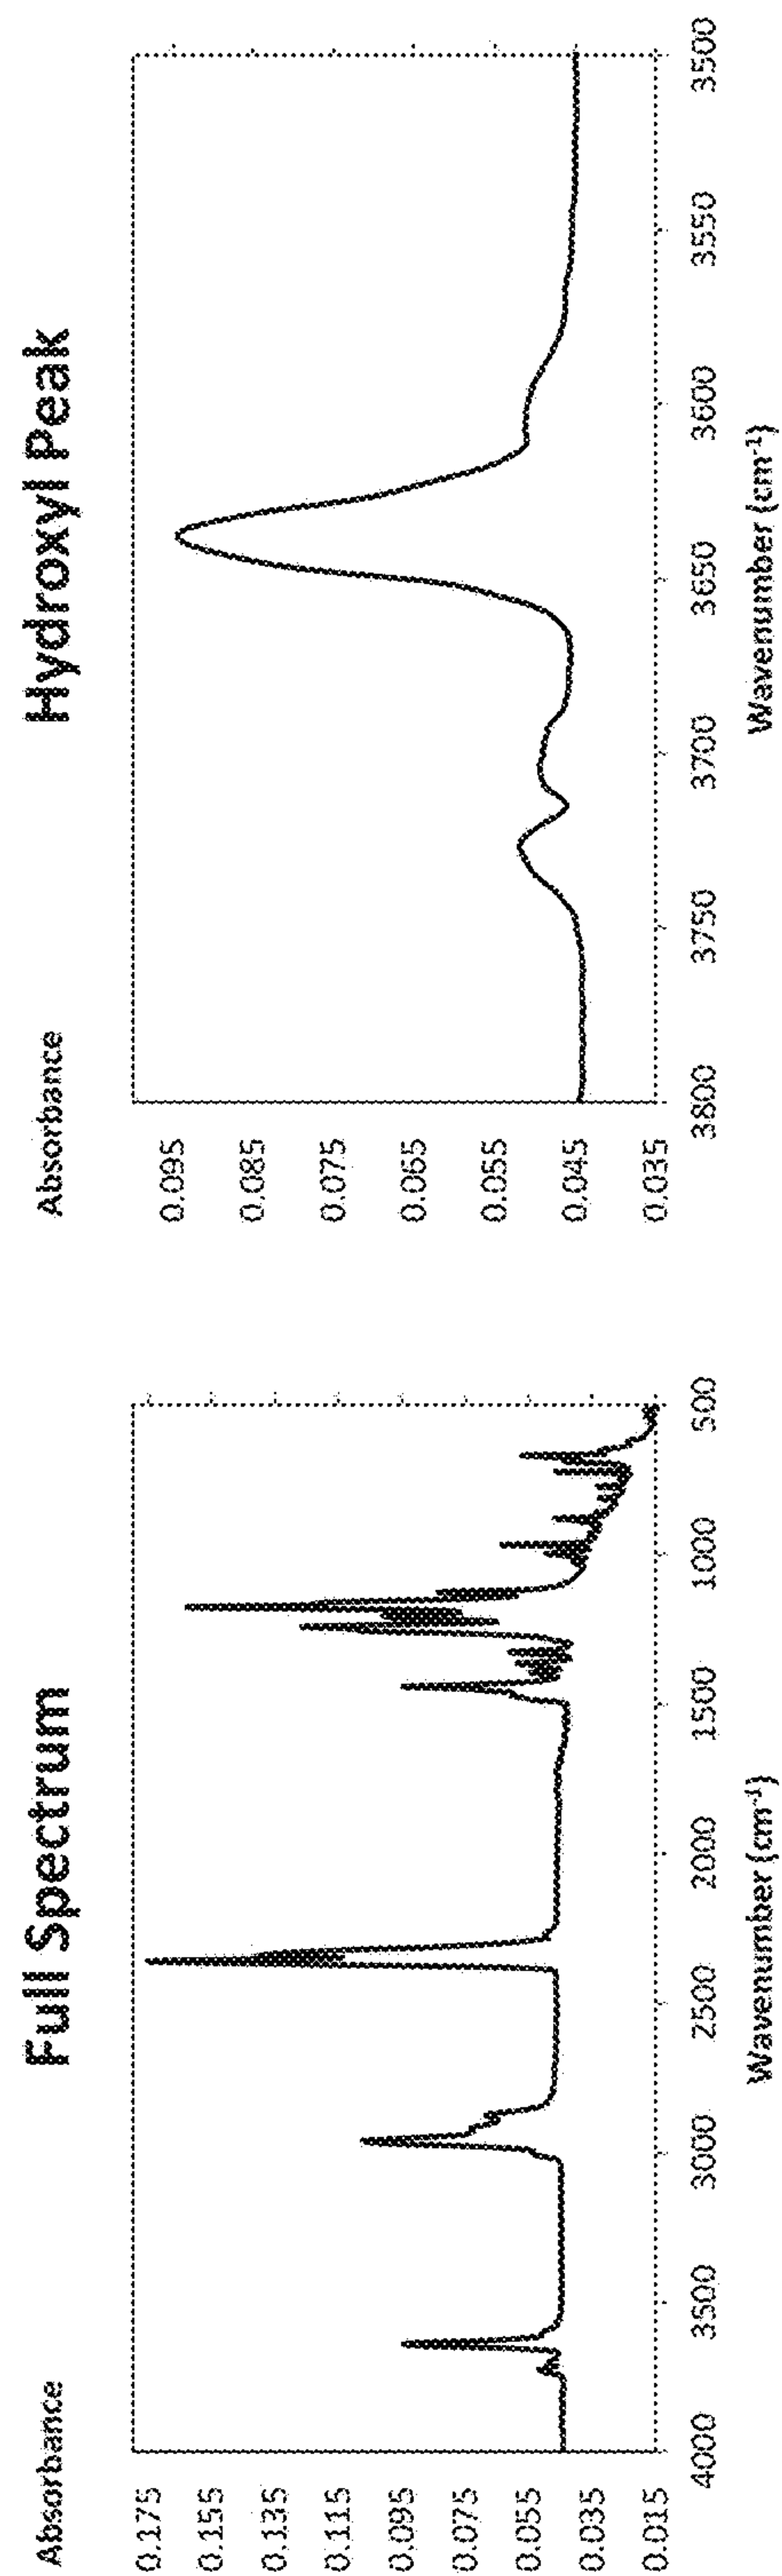 Full Spectrum
Absorbance
0.175
0.155
0.135
0.115
0.095
0.075
0.055
0.035
0.015
4000 3500 3000 2500 2000 1500 1000 500
Wavenumber (cm-1)
Hydroxyl Peak
Absorbance
0.095
0.085
0.075
0.065
0.055
0.045
0.035
3800 3750 3700 3650 3600 3550 3500
Wavenumber (cm-1)